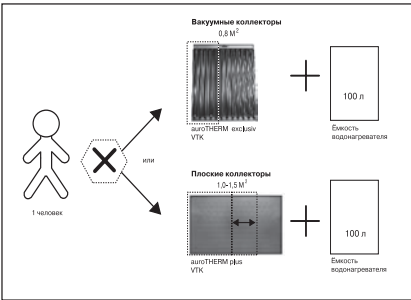 Вакуумные коллекторы
0,8 М²
100 л
auroTHERM exclusiv
VTK
Ёмкость
водонагревателя
или
1 человек
Плоские коллекторы
1,0-1,5 М³
100 л
auroTHERM plus
VTK
Ёмкость
водонагревателя